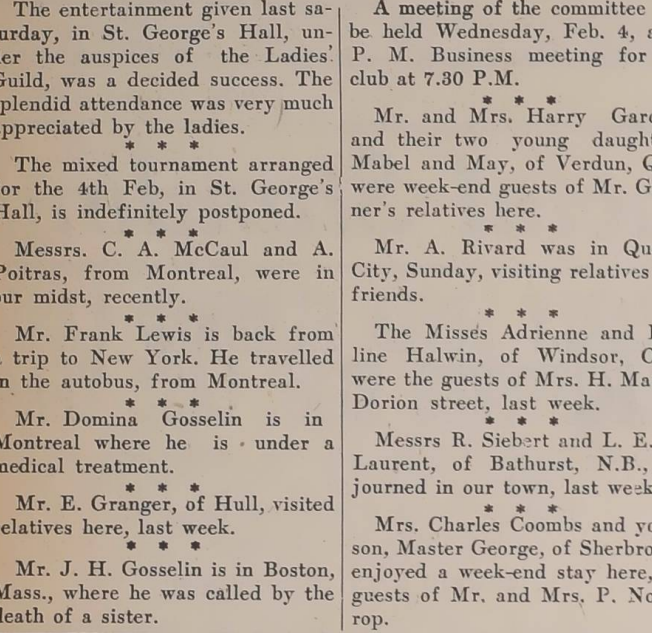 The entertainment given last sa-
urday, in St. George's Hall, un-
er the auspices of the Ladies'
Guild, was a decided success. The
plendid attendance was very much
ppreciated by the ladies.
* * *
The mixed tournament arranged
or the 4th Feb, in St. George's
Hall, is indefinitely postponed.
* * *
Messrs. C. A. McCaul and A.
Poitras, from Montreal, were in
ur midst, recently.
* * *
Mr. Frank Lewis is back from
trip to New York. He travelled
n the autobus, from Montreal.
* * *
Mr. Domina Gosselin is in
Montreal where he is under a
medical treatment.
* * *
Mr. E. Granger, of Hull, visited
elatives here, last week.
* * *
Mr. J. H. Gosselin is in Boston,
Mass., where he was called by the
death of a sister.
A meeting of the committee
be held Wednesday, Feb. 4, a
P. M. Business meeting for
club at 7.30 P.M.
* * *
Mr. and Mrs. Harry Gard
and their two young daught
Mabel and May, of Verdun, Q
were week-end guests of Mr. G
ner's relatives here.
* * *
Mr. A. Rivard was in Qu
City, Sunday, visiting relatives
friends.
* * *
The Misses Adrienne and
line Halwin, of Windsor, O
were the guests of Mrs. H. Ma
Dorion street, last week.
* * *
Messrs R. Siebert and L. E.
Laurent, of Bathurst, N.B.,
journed in our town, last week
* * *
Mrs. Charles Coombs and yo
son, Master George, of Sherbro
enjoyed a week-end stay here,
guests of Mr. and Mrs. P. No
rop.